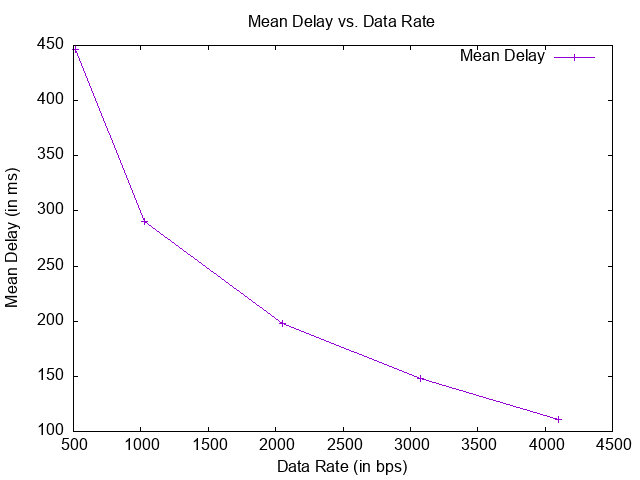 Mean Delay vs. Data Rate
Mean Delay
Mean Delay (in ms)
450
400
350
300
250
200
150
100
500 1000 1500 2000 2500 3000 3500 4000 4500
Data Rate (in bps)